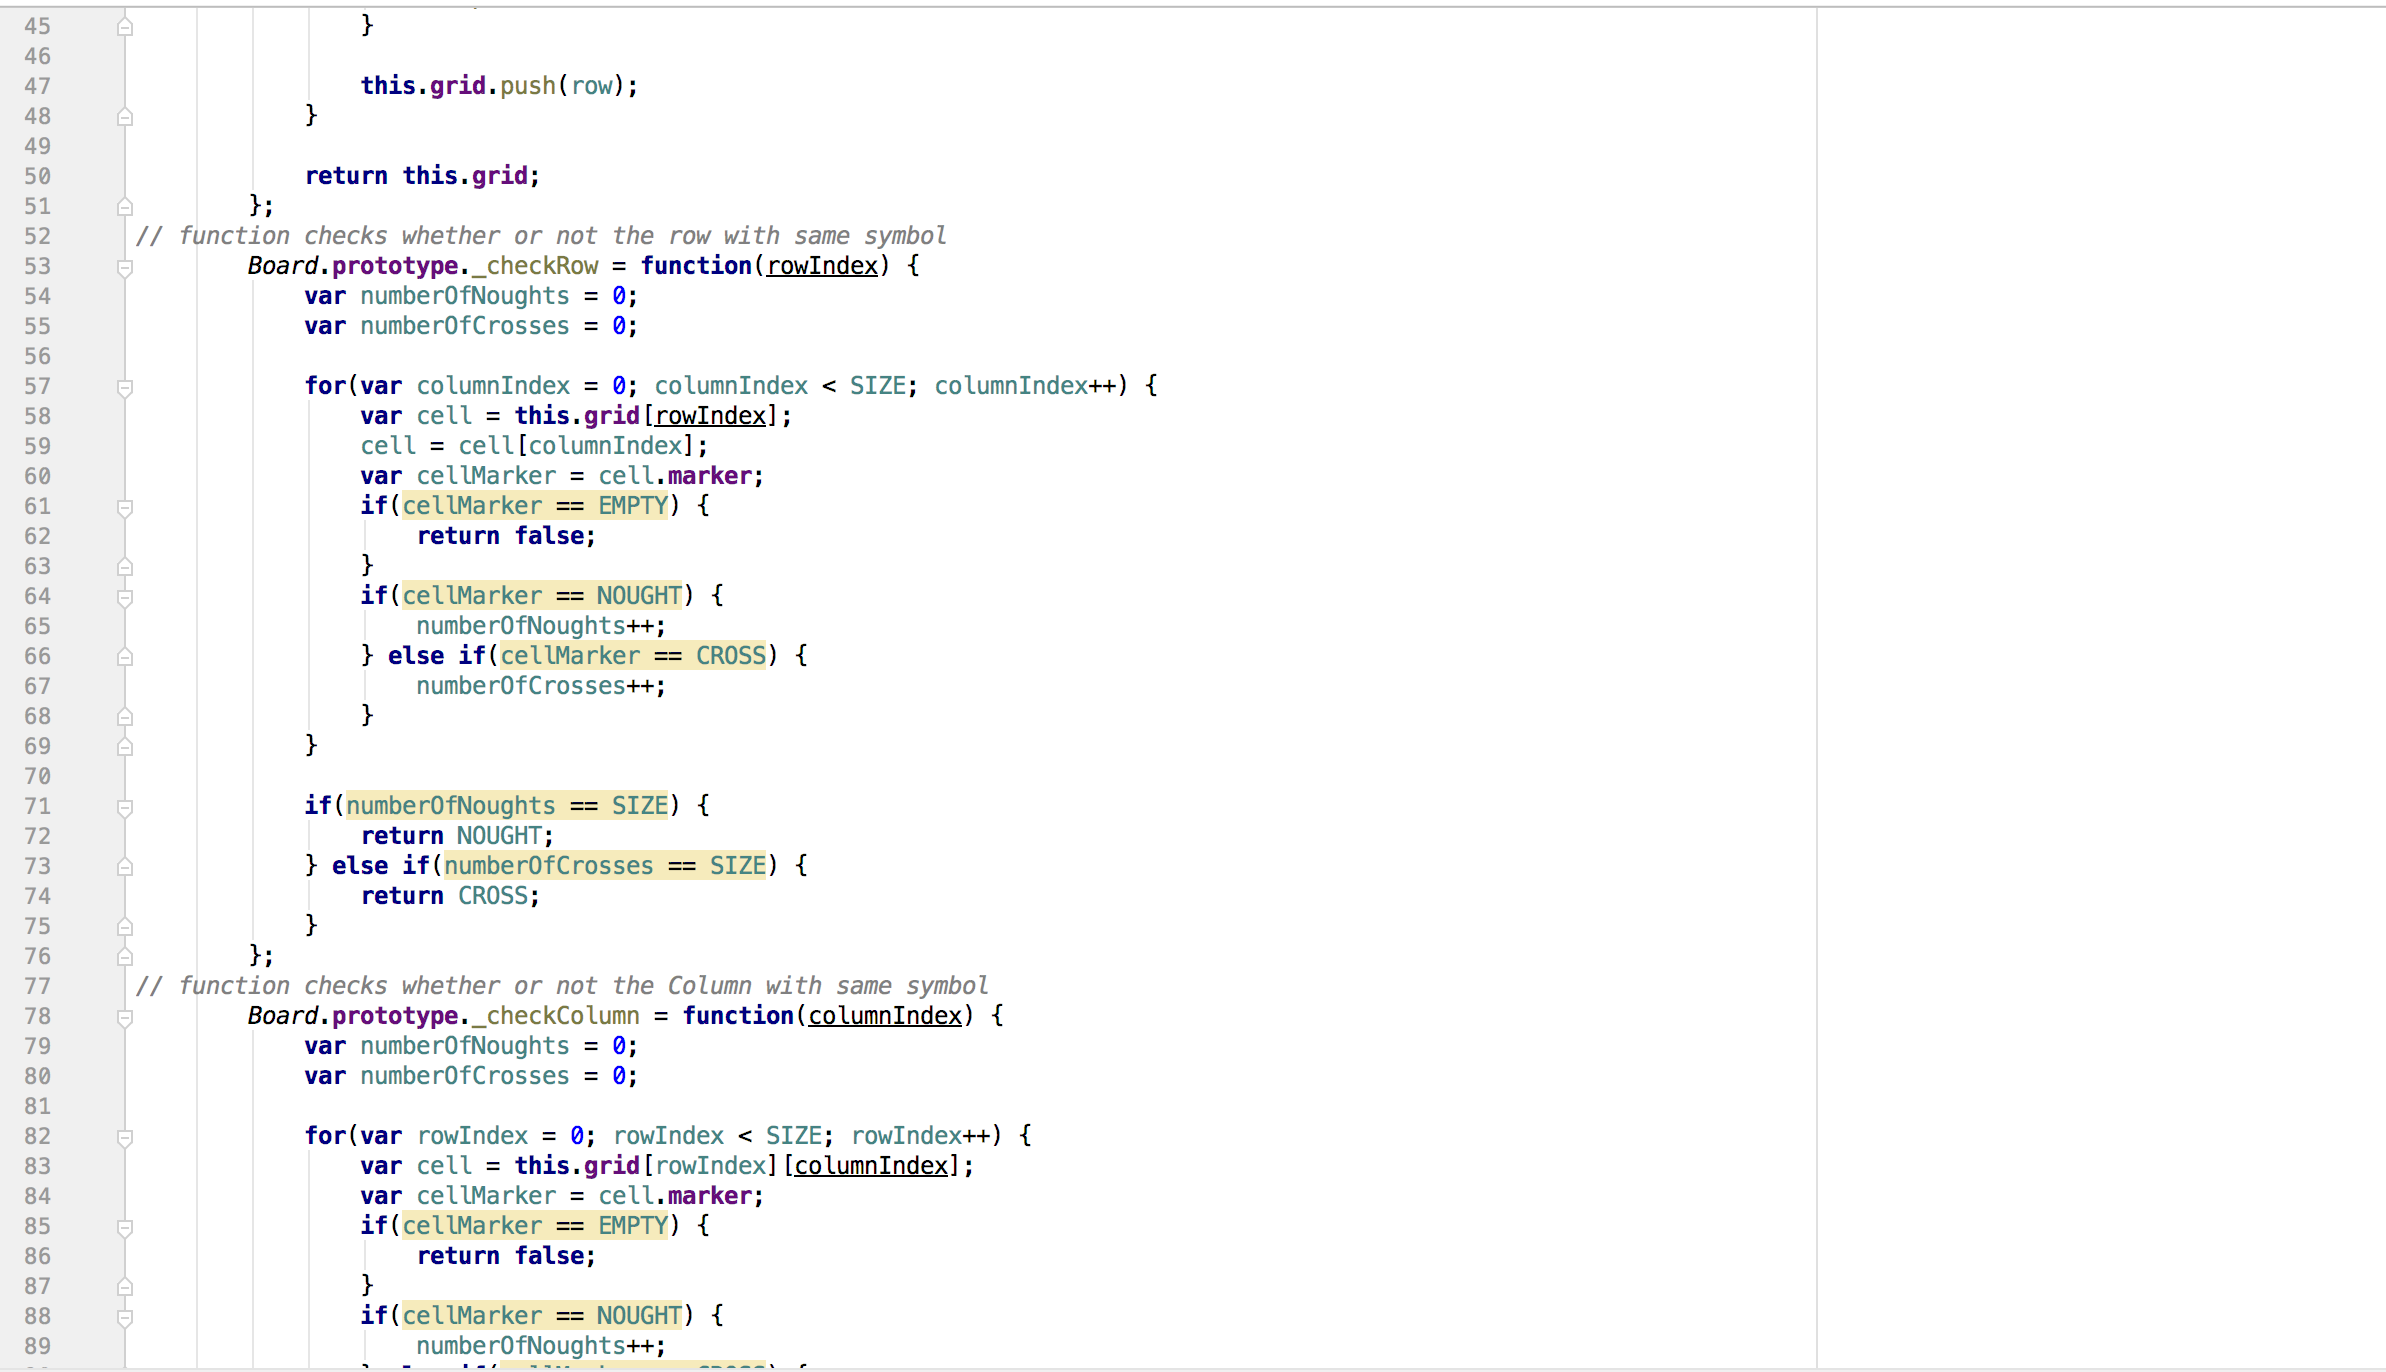 45 }
46
47 this.grid.push(row);
48 }
49
50 return this.grid;
51 };
52 // function checks whether or not the row with same symbol
53 Board.prototype._checkRow = function(rowIndex) {
54 var numberOfNoughts = 0;
55 var numberOfCrosses = 0;
56
57 for(var columnIndex = 0; columnIndex < SIZE; columnIndex++) {
58 var cell = this.grid[rowIndex];
59 cell = cell[columnIndex];
60 var cellMarker = cell.marker;
61 if(cellMarker == EMPTY) {
62 return false;
63 }
64 if(cellMarker == NOUGHT) {
65 numberOfNoughts++;
66 } else if(cellMarker == CROSS) {
67 numberOfCrosses++;
68 }
69 }
70
71 if(numberOfNoughts == SIZE) {
72 return NOUGHT;
73 } else if(numberOfCrosses == SIZE) {
74 return CROSS;
75 }
76 };
77 // function checks whether or not the Column with same symbol
78 Board.prototype._checkColumn = function(columnIndex) {
79 var numberOfNoughts = 0;
80 var numberOfCrosses = 0;
81
82 for(var rowIndex = 0; rowIndex < SIZE; rowIndex++) {
83 var cell = this.grid[rowIndex][columnIndex];
84 var cellMarker = cell.marker;
85 if(cellMarker == EMPTY) {
86 return false;
87 }
88 if(cellMarker == NOUGHT) {
89 numberOfNoughts++;